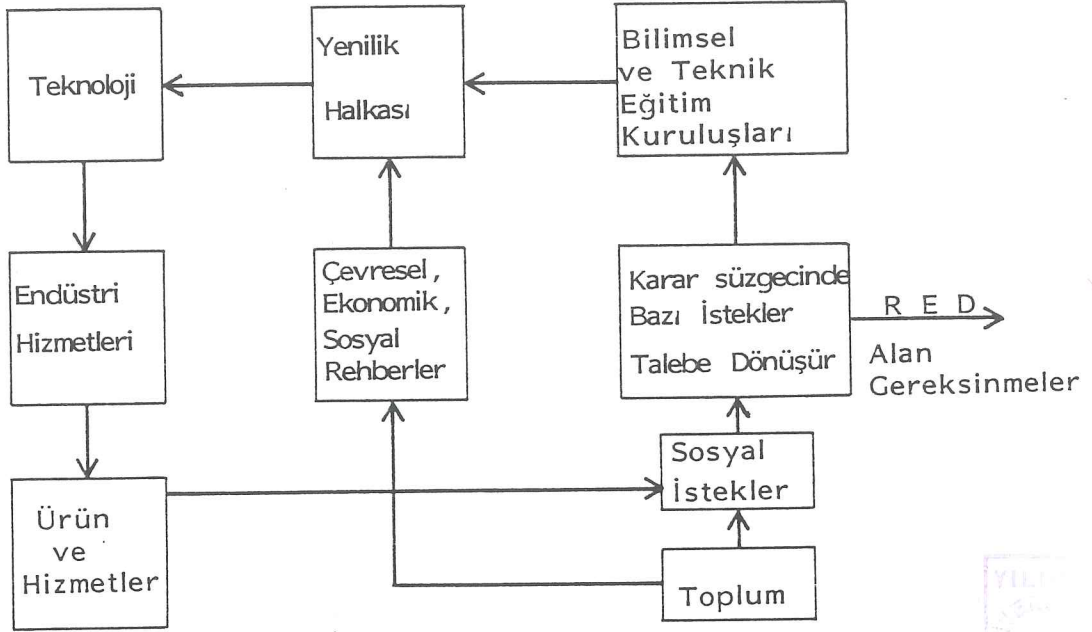 Teknoloji
Yenilik
Halkası
Bilimsel
ve Teknik
Eğitim
Kuruluşları
Endüstri
Hizmetleri
Çevresel,
Ekonomik,
Sosyal
Rehberler
Karar süzgecinde
Bazı İstekler
Talebe Dönüşür
R E D
Alan
Gereksinmeler
Ürün
ve
Hizmetler
Sosyal
İstekler
Toplum